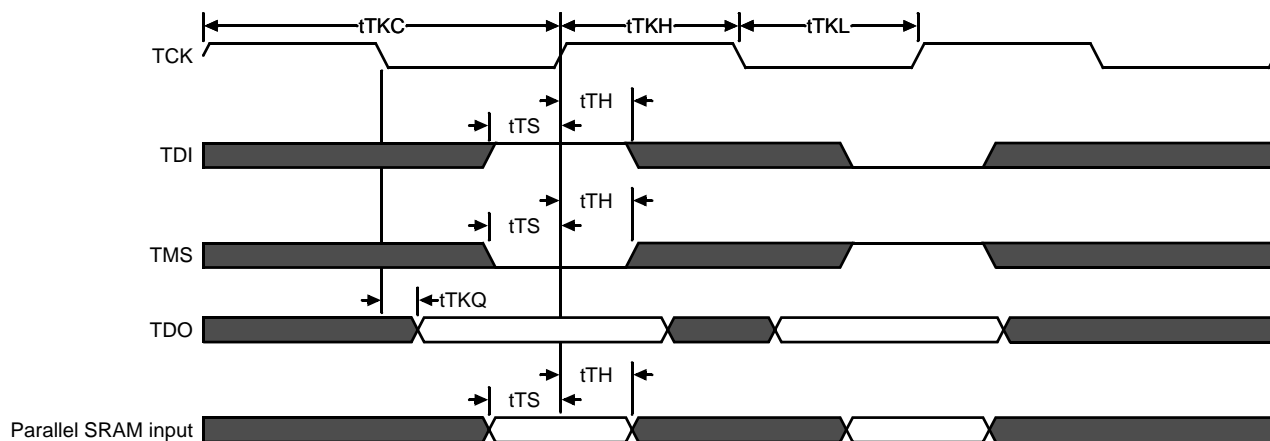 tTKC tTKH tTKL
TCK
tTH
tTS
TDI
tTH
tTS
TMS
tTKQ
TDO
tTH
tTS
Parallel SRAM input